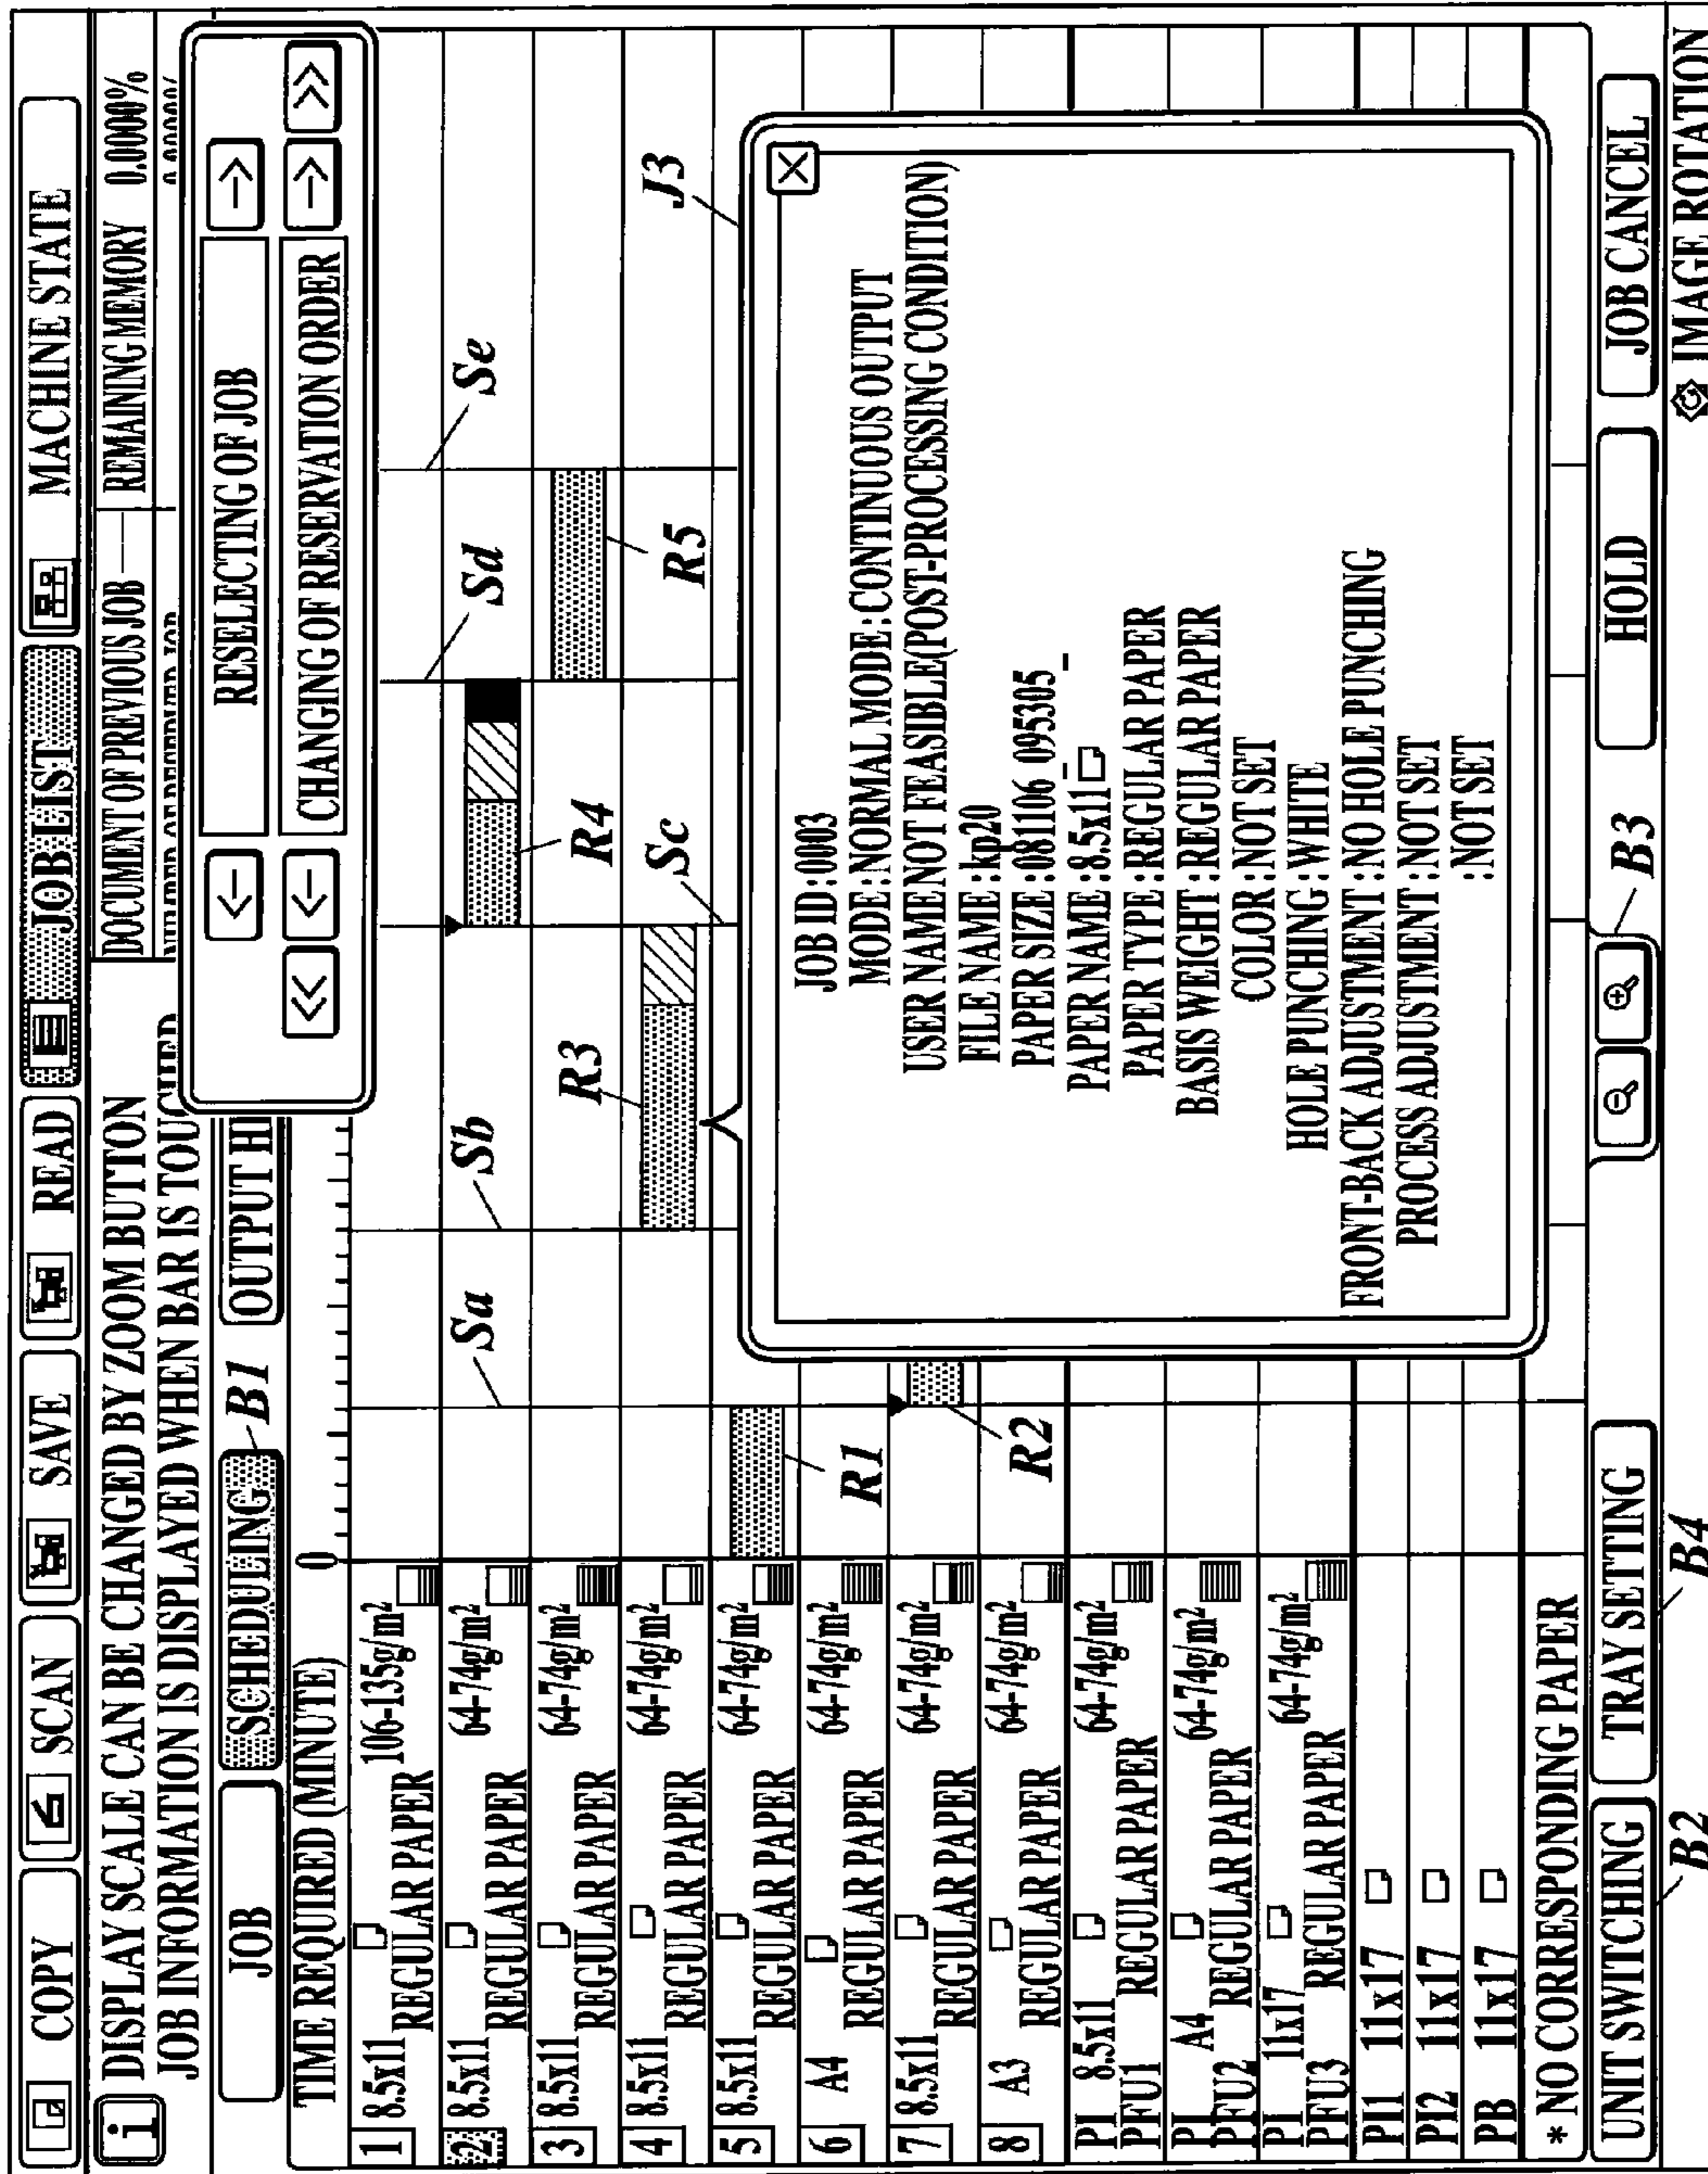 COPY
SCAN
SAVE
READ
JOB LIST
MACHINE STATE
i
DISPLAY SCALE CAN BE CHANGED BY ZOOM BUTTON
JOB INFORMATION IS DISPLAYED WHEN BAR IS TOUCHED
DOCUMENT OF PREVIOUS JOB
REMAINING MEMORY 0.0000%
JOB
SCHEDULING
B1
OUTPUT HI
RESELECTING OF JOB
CHANGING OF RESERVATION ORDER
TIME REQUIRED (MINUTE)
0
1 8.5x11 REGULAR PAPER 106-135g/m²
2 8.5x11 REGULAR PAPER 64-74g/m²
3 8.5x11 REGULAR PAPER 64-74g/m²
4 8.5x11 REGULAR PAPER 64-74g/m²
5 8.5x11 REGULAR PAPER 64-74g/m²
6 A4 REGULAR PAPER 64-74g/m²
7 8.5x11 REGULAR PAPER 64-74g/m²
8 A3 REGULAR PAPER 64-74g/m²
PI PFU1 8.5x11 REGULAR PAPER 64-74g/m²
PI PFU2 A4 REGULAR PAPER 64-74g/m²
PI PFU3 11x17 REGULAR PAPER 64-74g/m²
PI1 11x17
PI2 11x17
PB 11x17
* NO CORRESPONDING PAPER
Sa
Sb
Sc
Sd
Se
R1
R2
R3
R4
R5
J3
JOB ID:0003
MODE:NORMAL MODE:CONTINUOUS OUTPUT
USER NAME NOT FEASIBLE(POST-PROCESSING CONDITION)
FILE NAME :kp20
PAPER SIZE :081106_095305_
PAPER NAME :8.5x11
PAPER TYPE :REGULAR PAPER
BASIS WEIGHT :REGULAR PAPER
COLOR :NOT SET
HOLE PUNCHING :WHITE
FRONT-BACK ADJUSTMENT :NO HOLE PUNCHING
PROCESS ADJUSTMENT :NOT SET
:NOT SET
UNIT SWITCHING
TRAY SETTING
B3
HOLD
JOB CANCEL
B2
B4
IMAGE ROTATION